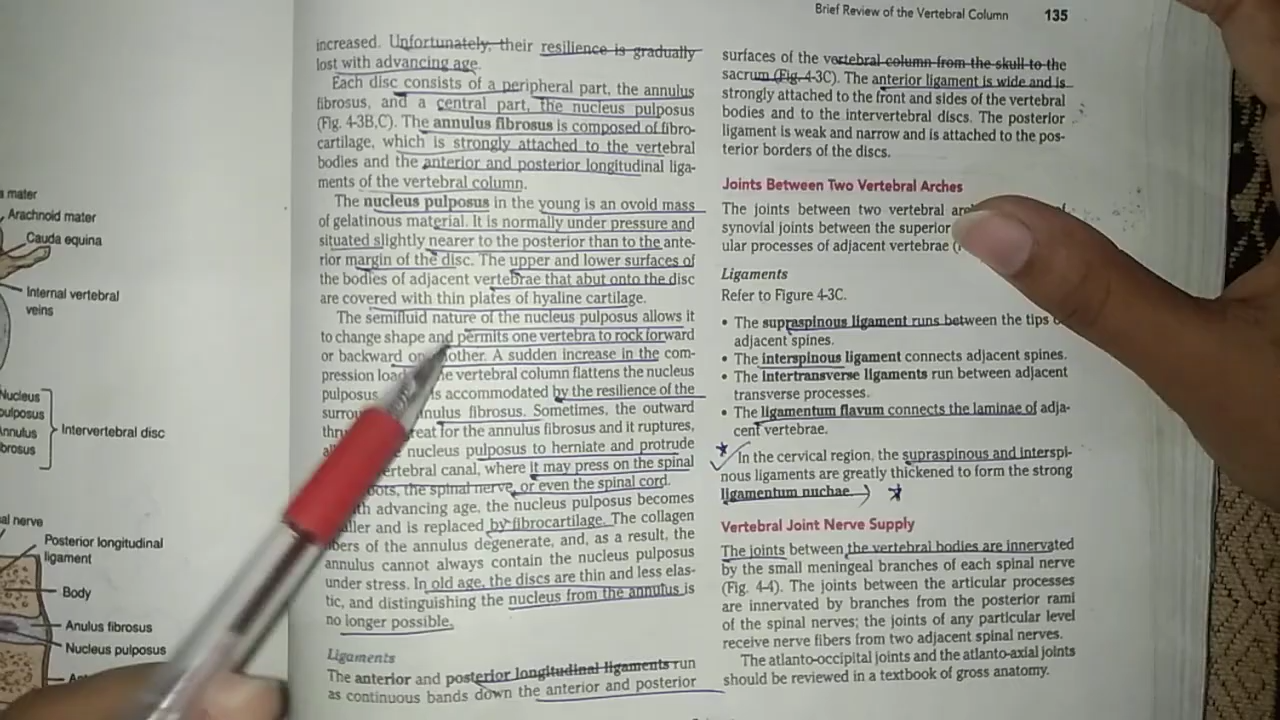 Brief Review of the Vertebral Column 135
a mater
Arachnoid mater
Cauda equina
Internal vertebral
veins
Nucleus
pulposus
Annulus
brosus
Intervertebral disc
al nerve
Posterior longitudinal
ligament
Body
Anulus fibrosus
Nucleus pulposus
increased. Unfortunately, their resilience is gradually
lost with advancing age.
Each disc consists of a peripheral part, the annulus
fibrosus, and a central part, the nucleus pulposus
(Fig. 4-3B,C). The annulus fibrosus is composed of fibro-
cartilage, which is strongly attached to the vertebral
bodies and the anterior and posterior longitudinal liga-
ments of the vertebral column.
The nucleus pulposus in the young is an ovoid mass
of gelatinous material. It is normally under pressure and
situated slightly nearer to the posterior than to the ante-
rior margin of the disc. The upper and lower surfaces of
the bodies of adjacent vertebrae that abut onto the disc
are covered with thin plates of hyaline cartilage.
The semifluid nature of the nucleus pulposus allows it
to change shape and permits one vertebra to rock forward
or backward on other. A sudden increase in the com-
pression load e vertebral column flattens the nucleus
pulposus is accommodated by the resilience of the
surrou nulus fibrosus. Sometimes, the outward
thru reat for the annulus fibrosus and it ruptures,
nucleus pulposus to herniate and protrude
ertebral canal, where it may press on the spinal
oots, the spinal nerve, or even the spinal cord.
th advancing age, the nucleus pulposus becomes
aller and is replaced by fibrocartilage. The collagen
bers of the annulus degenerate, and, as a result, the
annulus cannot always contain the nucleus pulposus
under stress. In old age, the discs are thin and less elas-
tic, and distinguishing the nucleus from the annulus is
no longer possible.
Ligaments
The anterior and posterior longitudinal ligaments run
as continuous bands down the anterior and posterior
surfaces of the vertebral column from the skull to the
sacrum (Fig. 4-3C). The anterior ligament is wide and is
strongly attached to the front and sides of the vertebral
bodies and to the intervertebral discs. The posterior
ligament is weak and narrow and is attached to the pos-
terior borders of the discs.
Joints Between Two Vertebral Arches
The joints between two vertebral arc of
synovial joints between the superior
ular processes of adjacent vertebrae (
Ligaments
Refer to Figure 4-3C.
• The supraspinous ligament runs between the tips o
adjacent spines.
• The interspinous ligament connects adjacent spines.
• The intertransverse ligaments run between adjacent
transverse processes.
• The ligamentum flavum connects the laminae of adja-
cent vertebrae.
In the cervical region, the supraspinous and interspi-
nous ligaments are greatly thickened to form the strong
ligamentum nuchae.
Vertebral Joint Nerve Supply
The joints between the vertebral bodies are innervated
by the small meningeal branches of each spinal nerve
(Fig. 4-4). The joints between the articular processes
are innervated by branches from the posterior rami
of the spinal nerves; the joints of any particular level
receive nerve fibers from two adjacent spinal nerves.
The atlanto-occipital joints and the atlanto-axial joints
should be reviewed in a textbook of gross anatomy.